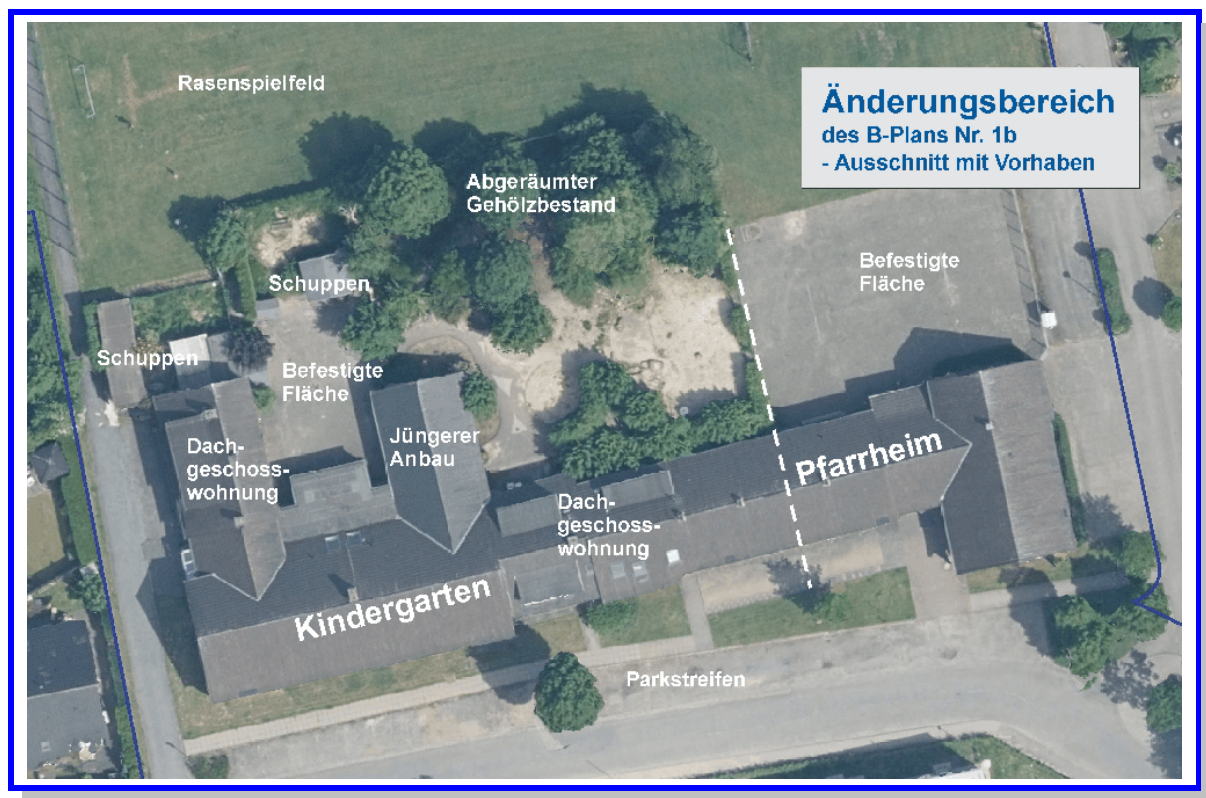 Rasenspielfeld
Änderungsbereich
des B-Plans Nr. 1b
- Ausschnitt mit Vorhaben
Abgeräumter
Gehölzbestand
Befestigte
Fläche
Schuppen
Schuppen
Befestigte
Fläche
Jüngerer
Anbau
Dach-
geschoss-
wohnung
Pfarrheim
Dach-
geschoss-
wohnung
Kindergarten
Parkstreifen